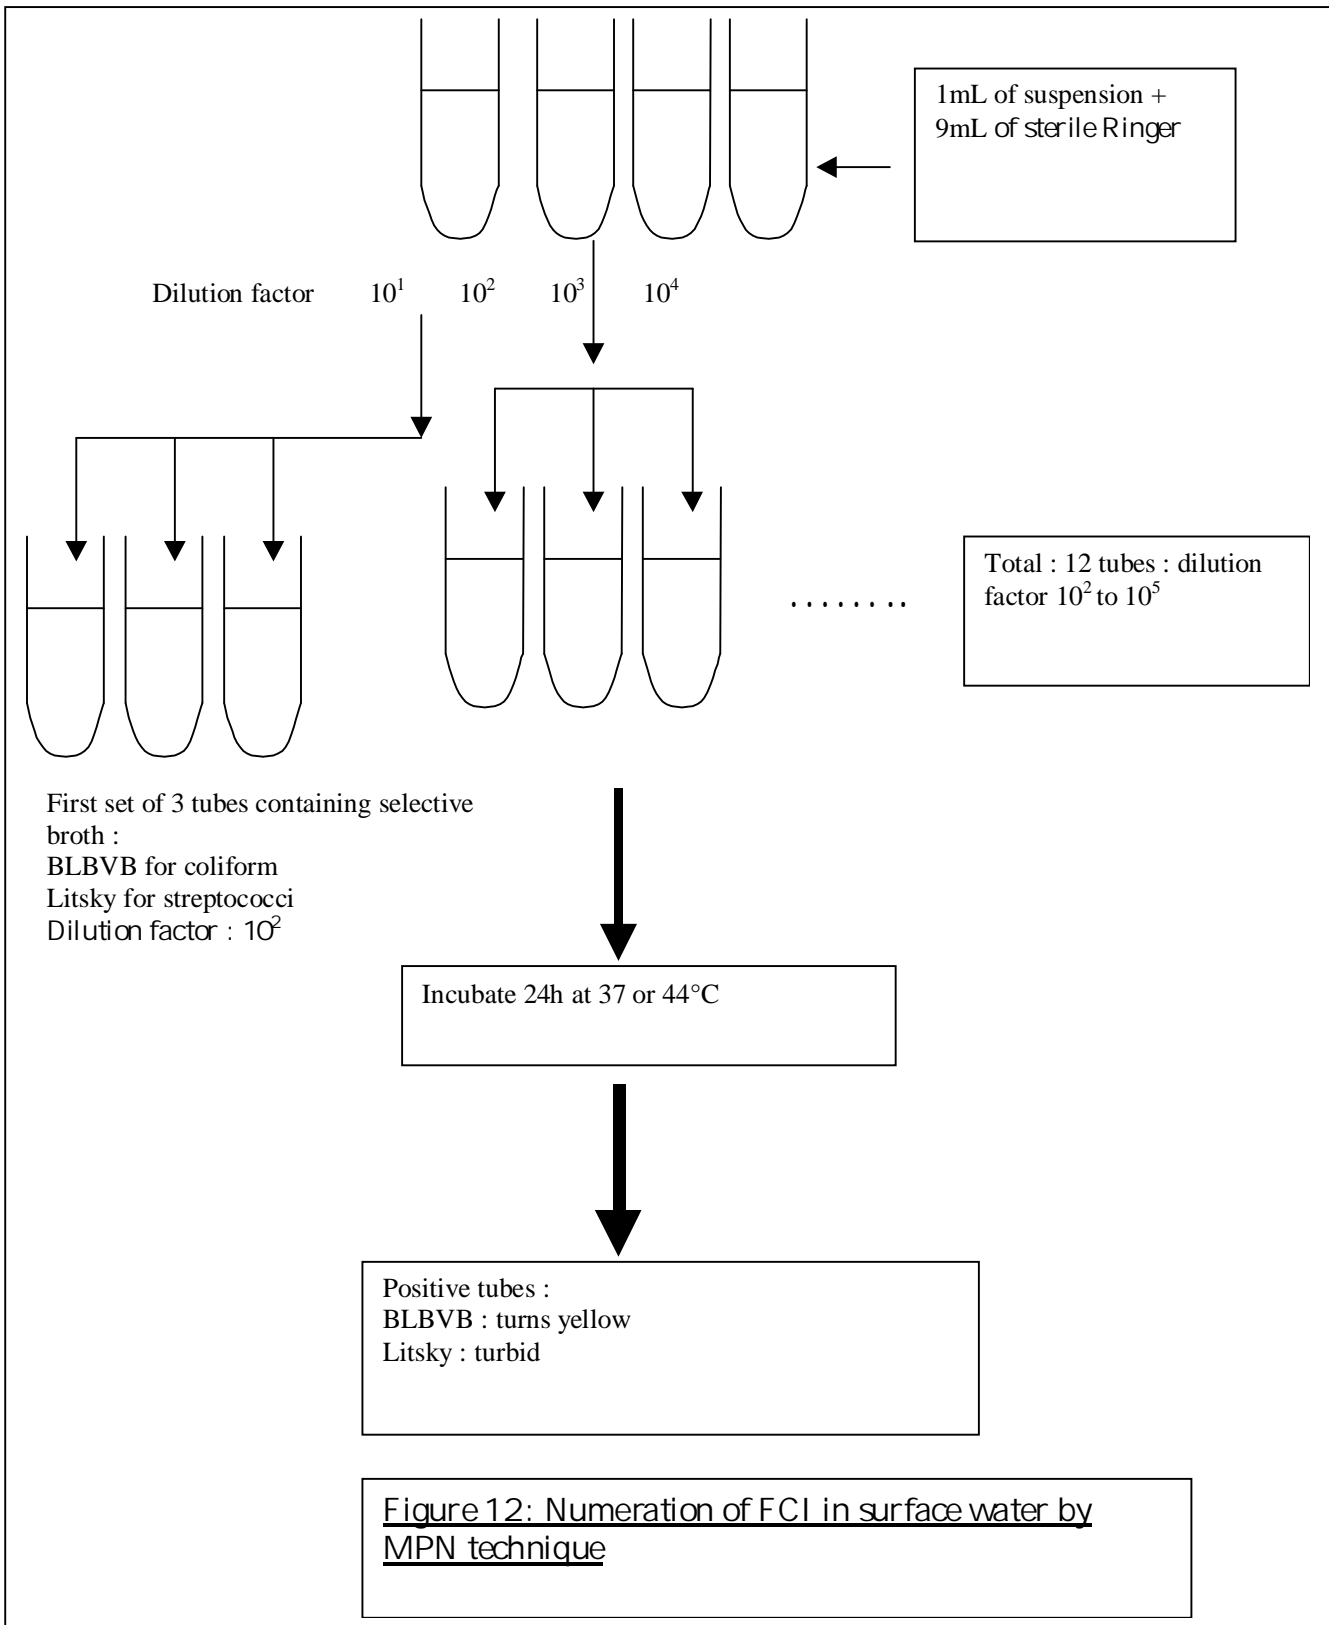 1mL of suspension +
9mL of sterile Ringer
Dilution factor 10¹ 10² 10³ 10⁴
Total : 12 tubes : dilution
factor 10² to 10⁵
. . . . . . . .
First set of 3 tubes containing selective
broth :
BLBVB for coliform
Litsky for streptococci
Dilution factor : 10²
Incubate 24h at 37 or 44°C
Positive tubes :
BLBVB : turns yellow
Litsky : turbid
Figure 12: Numeration of FCI in surface water by
MPN technique